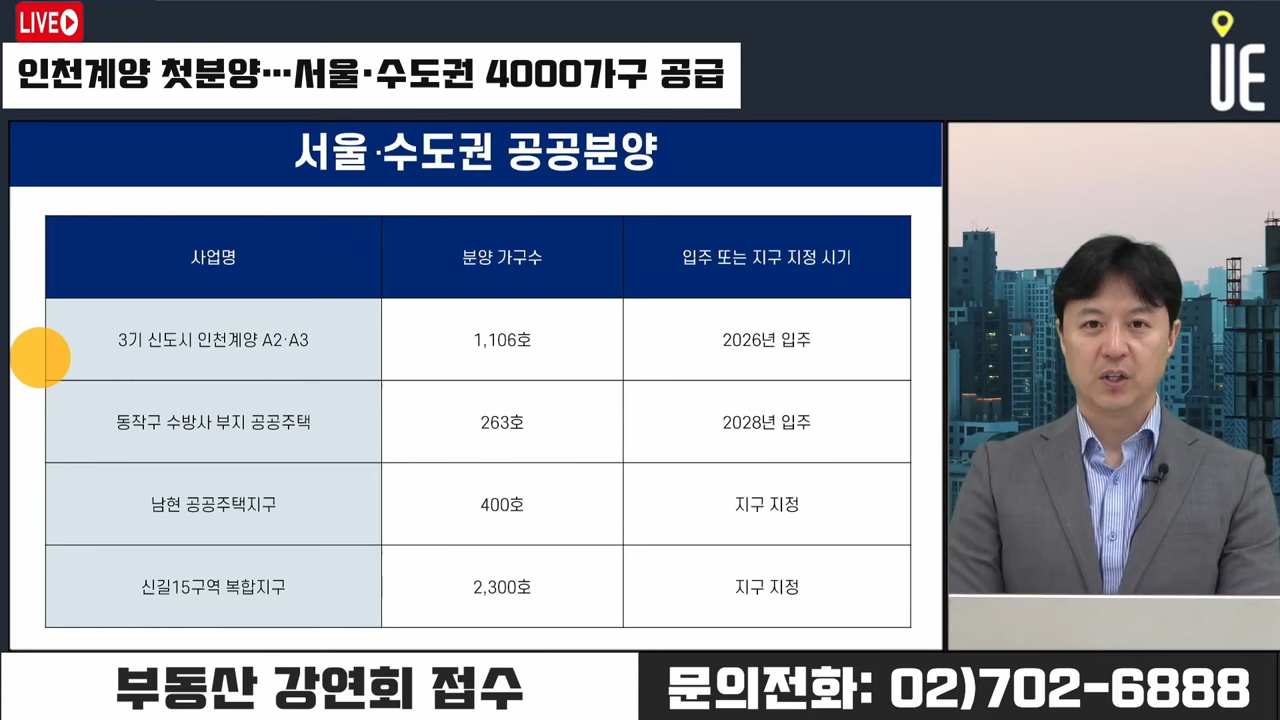 LIVE
인천계양 첫분양…서울·수도권 4000가구 공급
UE
서울·수도권 공공분양
사업명 분양 가구수 입주 또는 지구 지정 시기
3기 신도시 인천계양 A2·A3 1,106호 2026년 입주
동작구 수방사 부지 공공주택 263호 2028년 입주
남현 공공주택지구 400호 지구 지정
신길15구역 복합지구 2,300호 지구 지정
부동산 강연회 접수
문의전화: 02)702-6888